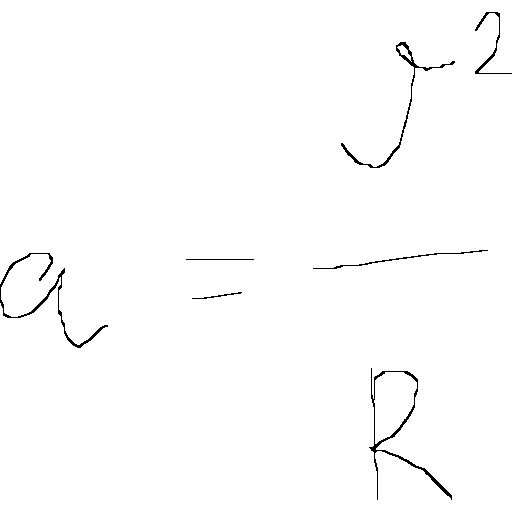 a = v² / R